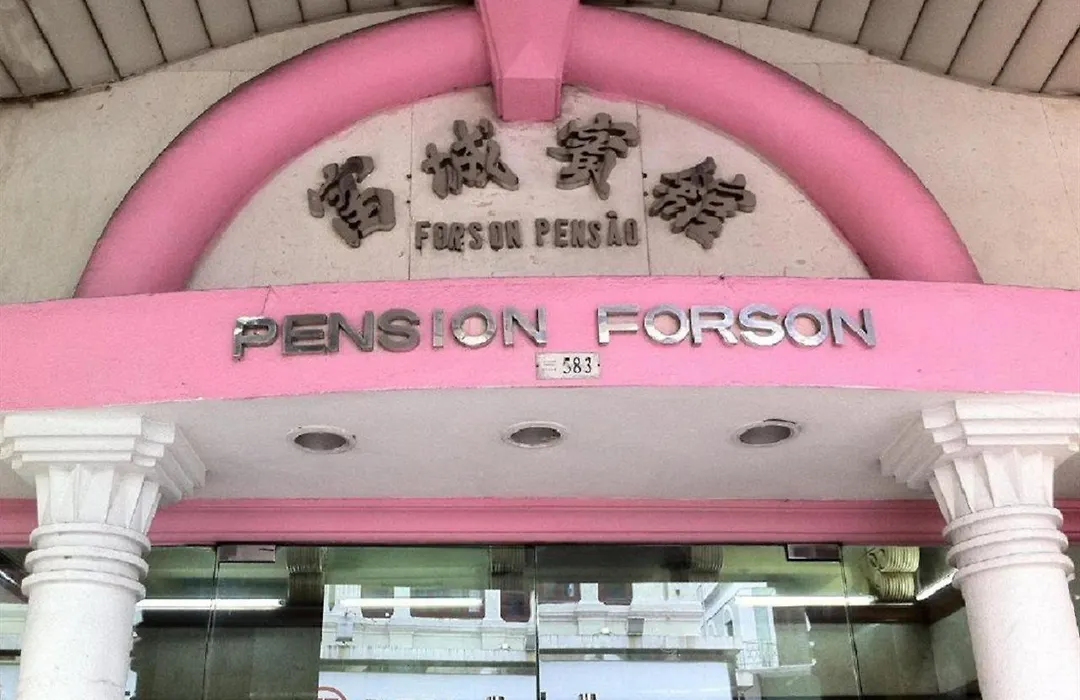 富城賓館
FORSON PENSÃO
PENSION FORSON
583